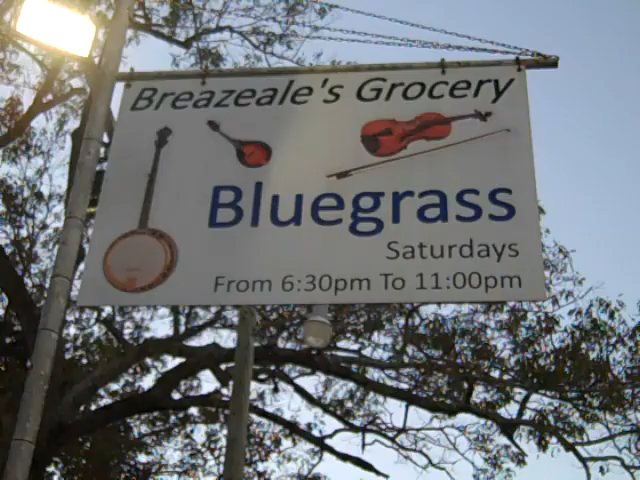 Breazeale's Grocery
Bluegrass
Saturdays
From 6:30pm To 11:00pm